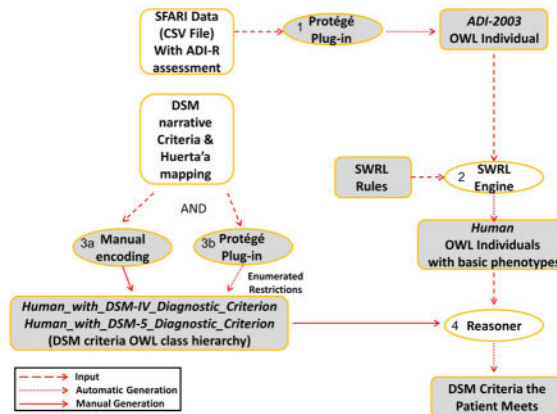 SFARI Data
(CSV File)
With ADI-R
assessment
1 Protégé
Plug-in
ADI-2003
OWL Individual
DSM
narrative
Criteria &
Huerta'a
mapping
SWRL
Rules
2 SWRL
Engine
AND
3a Manual
encoding
3b Protégé
Plug-in
Human
OWL Individuals
with basic phenotypes
Enumerated
Restrictions
Human_with_DSM-IV_Diagnostic_Criterion
Human_with_DSM-5_Diagnostic_Criterion
(DSM criteria OWL class hierarchy)
4 Reasoner
DSM Criteria the
Patient Meets
Input
Automatic Generation
Manual Generation